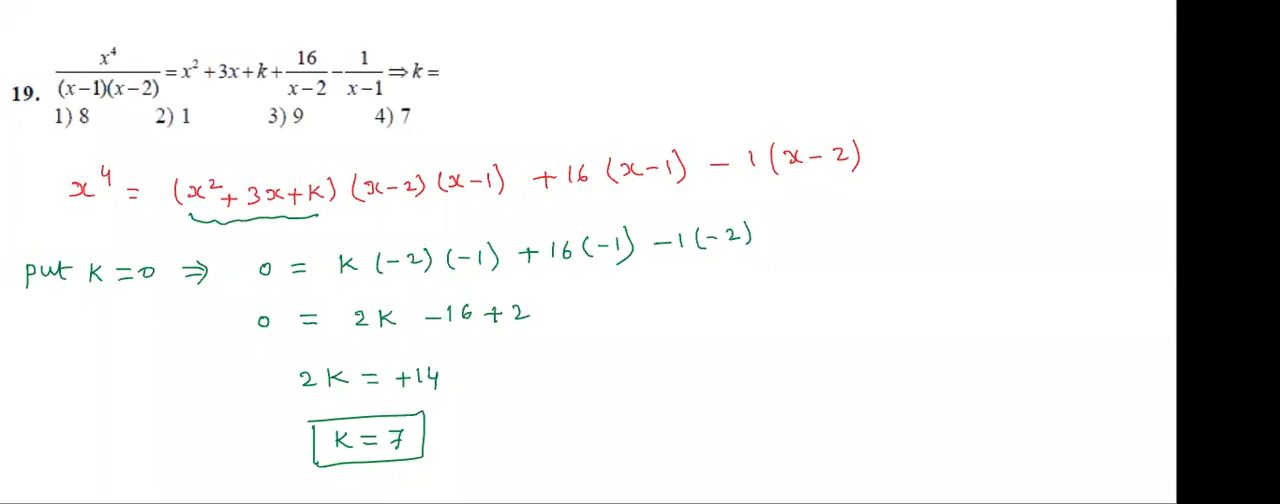 19. x⁴/((x−1)(x−2)) = x² + 3x + k + 16/(x−2) − 1/(x−1) ⇒ k =
1) 8 2) 1 3) 9 4) 7
x⁴ = (x² + 3x + k) (x − 2) (x − 1) + 16 (x − 1) − 1 (x − 2)
put k = 0 ⇒ 0 = k (−2) (−1) + 16 (−1) − 1 (−2)
0 = 2k − 16 + 2
2k = +14
k = 7